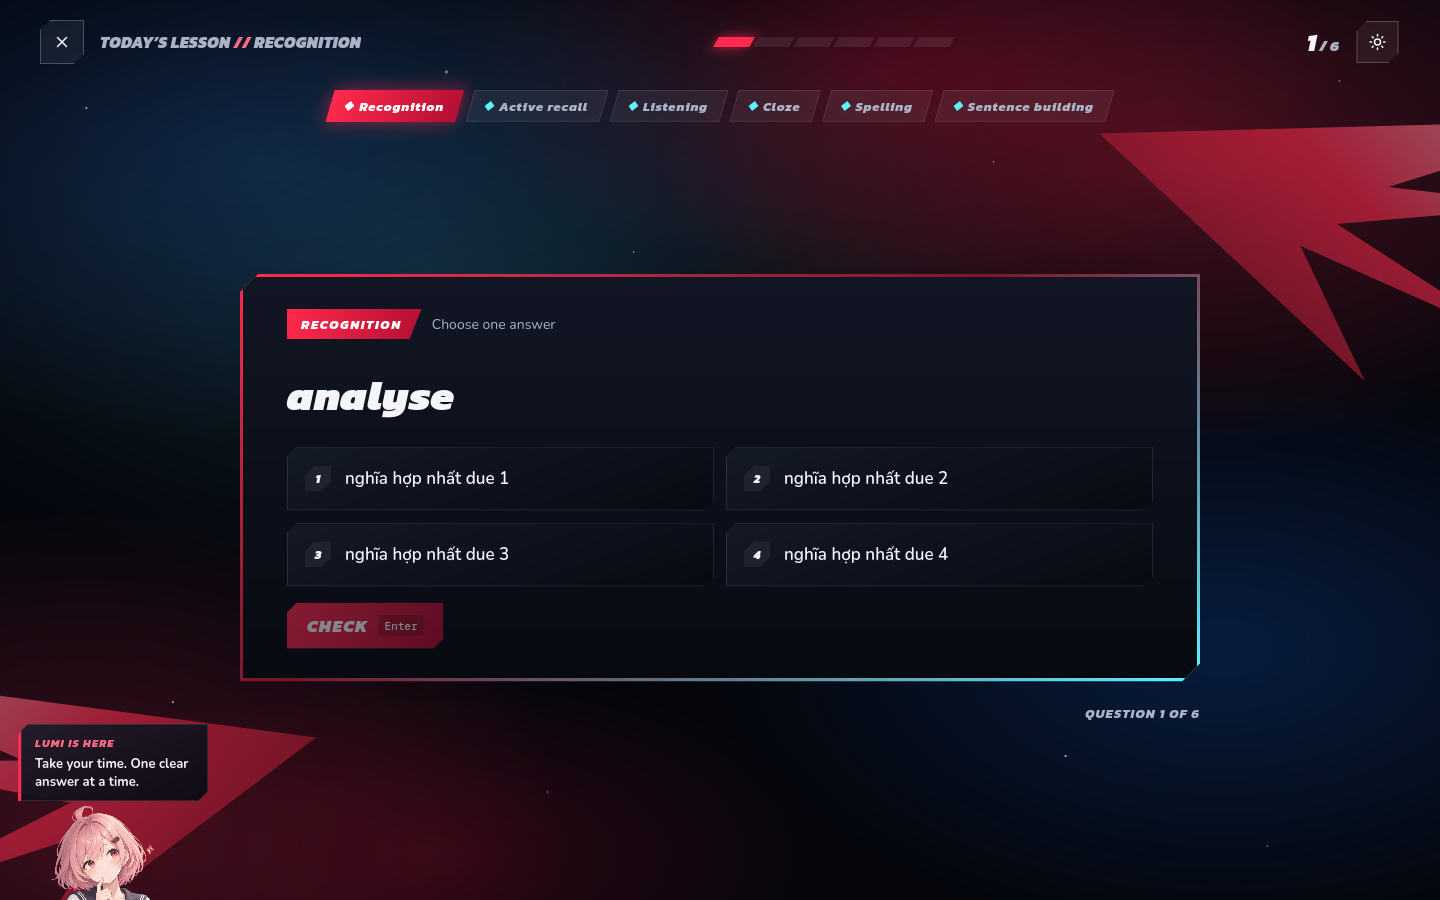 TODAY'S LESSON // RECOGNITION
1 / 6
◆ Recognition
◆ Active recall
◆ Listening
◆ Cloze
◆ Spelling
◆ Sentence building
RECOGNITION Choose one answer
analyse
1 nghĩa hợp nhất due 1
2 nghĩa hợp nhất due 2
3 nghĩa hợp nhất due 3
4 nghĩa hợp nhất due 4
CHECK Enter
QUESTION 1 OF 6
LUMI IS HERE
Take your time. One clear
answer at a time.